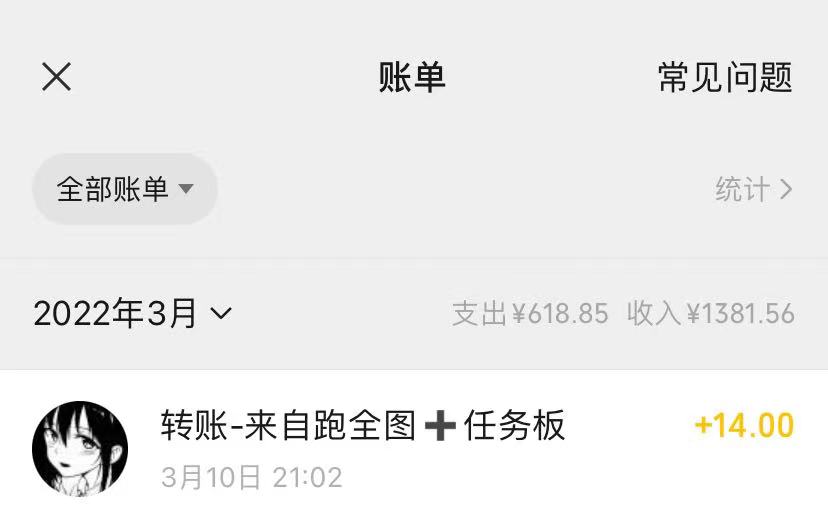 账单 常见问题
全部账单 统计
2022年3月 支出¥618.85 收入¥1381.56
转账-来自跑全图➕任务板 +14.00
3月10日 21:02